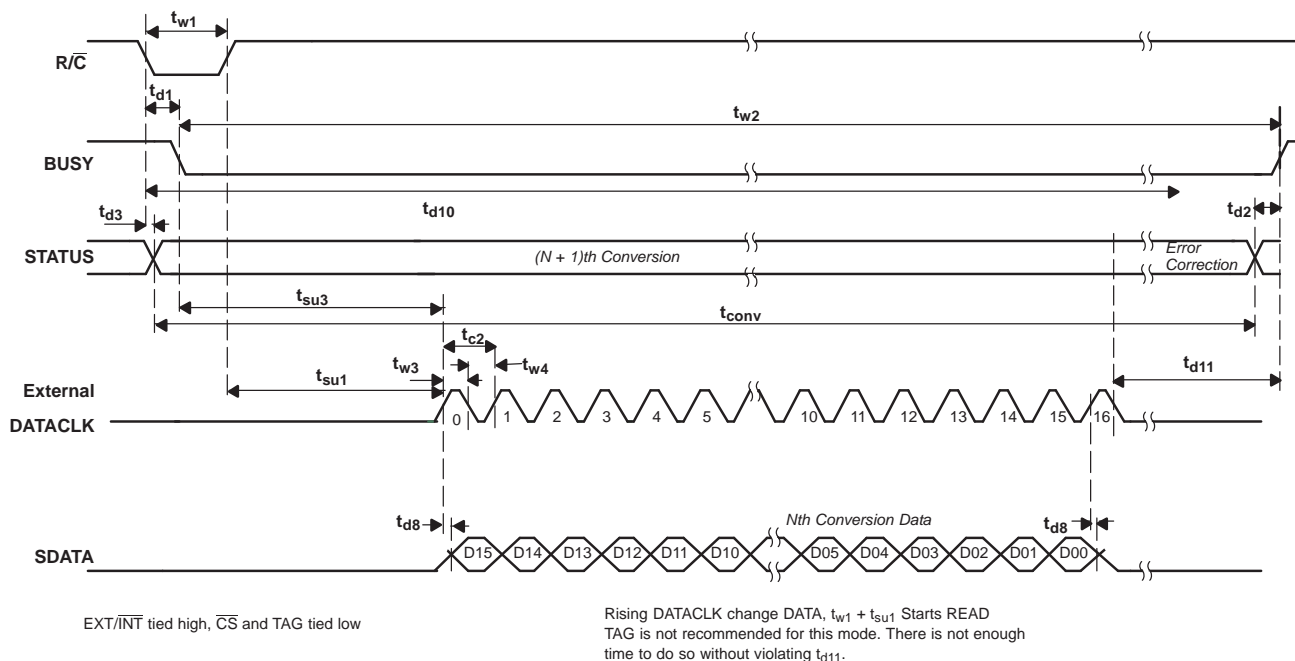 tw1
R/C̅
td1
tw2
BUSY
td3
td10
td2
STATUS
(N + 1)th Conversion
Error
Correction
tsu3
tconv
tc2
tw3
tw4
tsu1
td11
External
DATACLK
0 1 2 3 4 5 10 11 12 13 14 15 16
Nth Conversion Data
td8
td8
SDATA
D15 D14 D13 D12 D11 D10 D05 D04 D03 D02 D01 D00
EXT/I̅N̅T̅ tied high, C̅S̅ and TAG tied low
Rising DATACLK change DATA, tw1 + tsu1 Starts READ
TAG is not recommended for this mode. There is not enough
time to do so without violating td11.